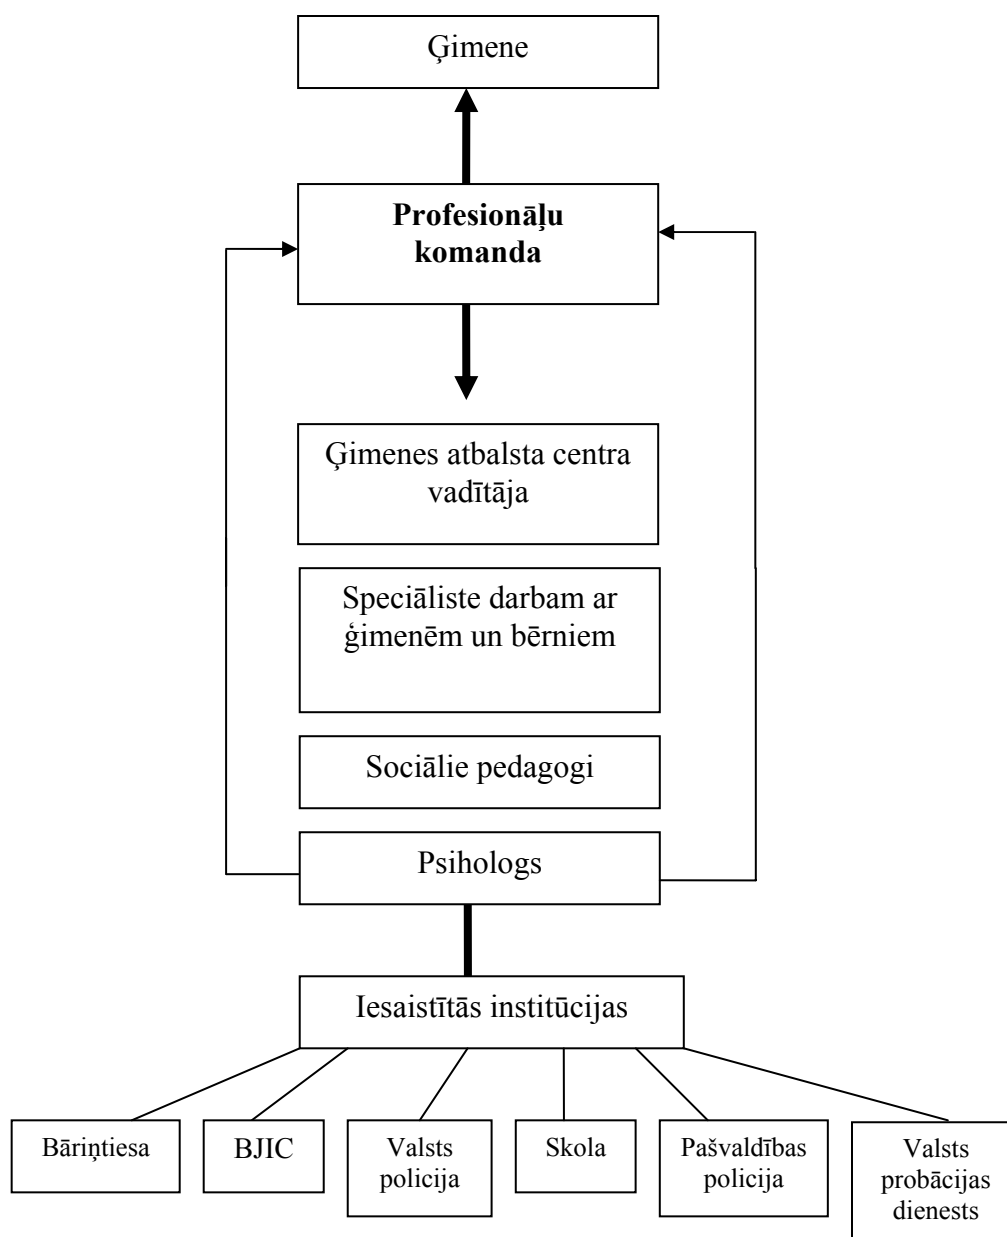 Ģimene
Profesionāļu
komanda
Ģimenes atbalsta centra
vadītāja
Speciāliste darbam ar
ģimenēm un bērniem
Sociālie pedagogi
Psihologs
Iesaistītās institūcijas
Bāriņtiesa
BJIC
Valsts
policija
Skola
Pašvaldības
policija
Valsts
probācijas
dienests